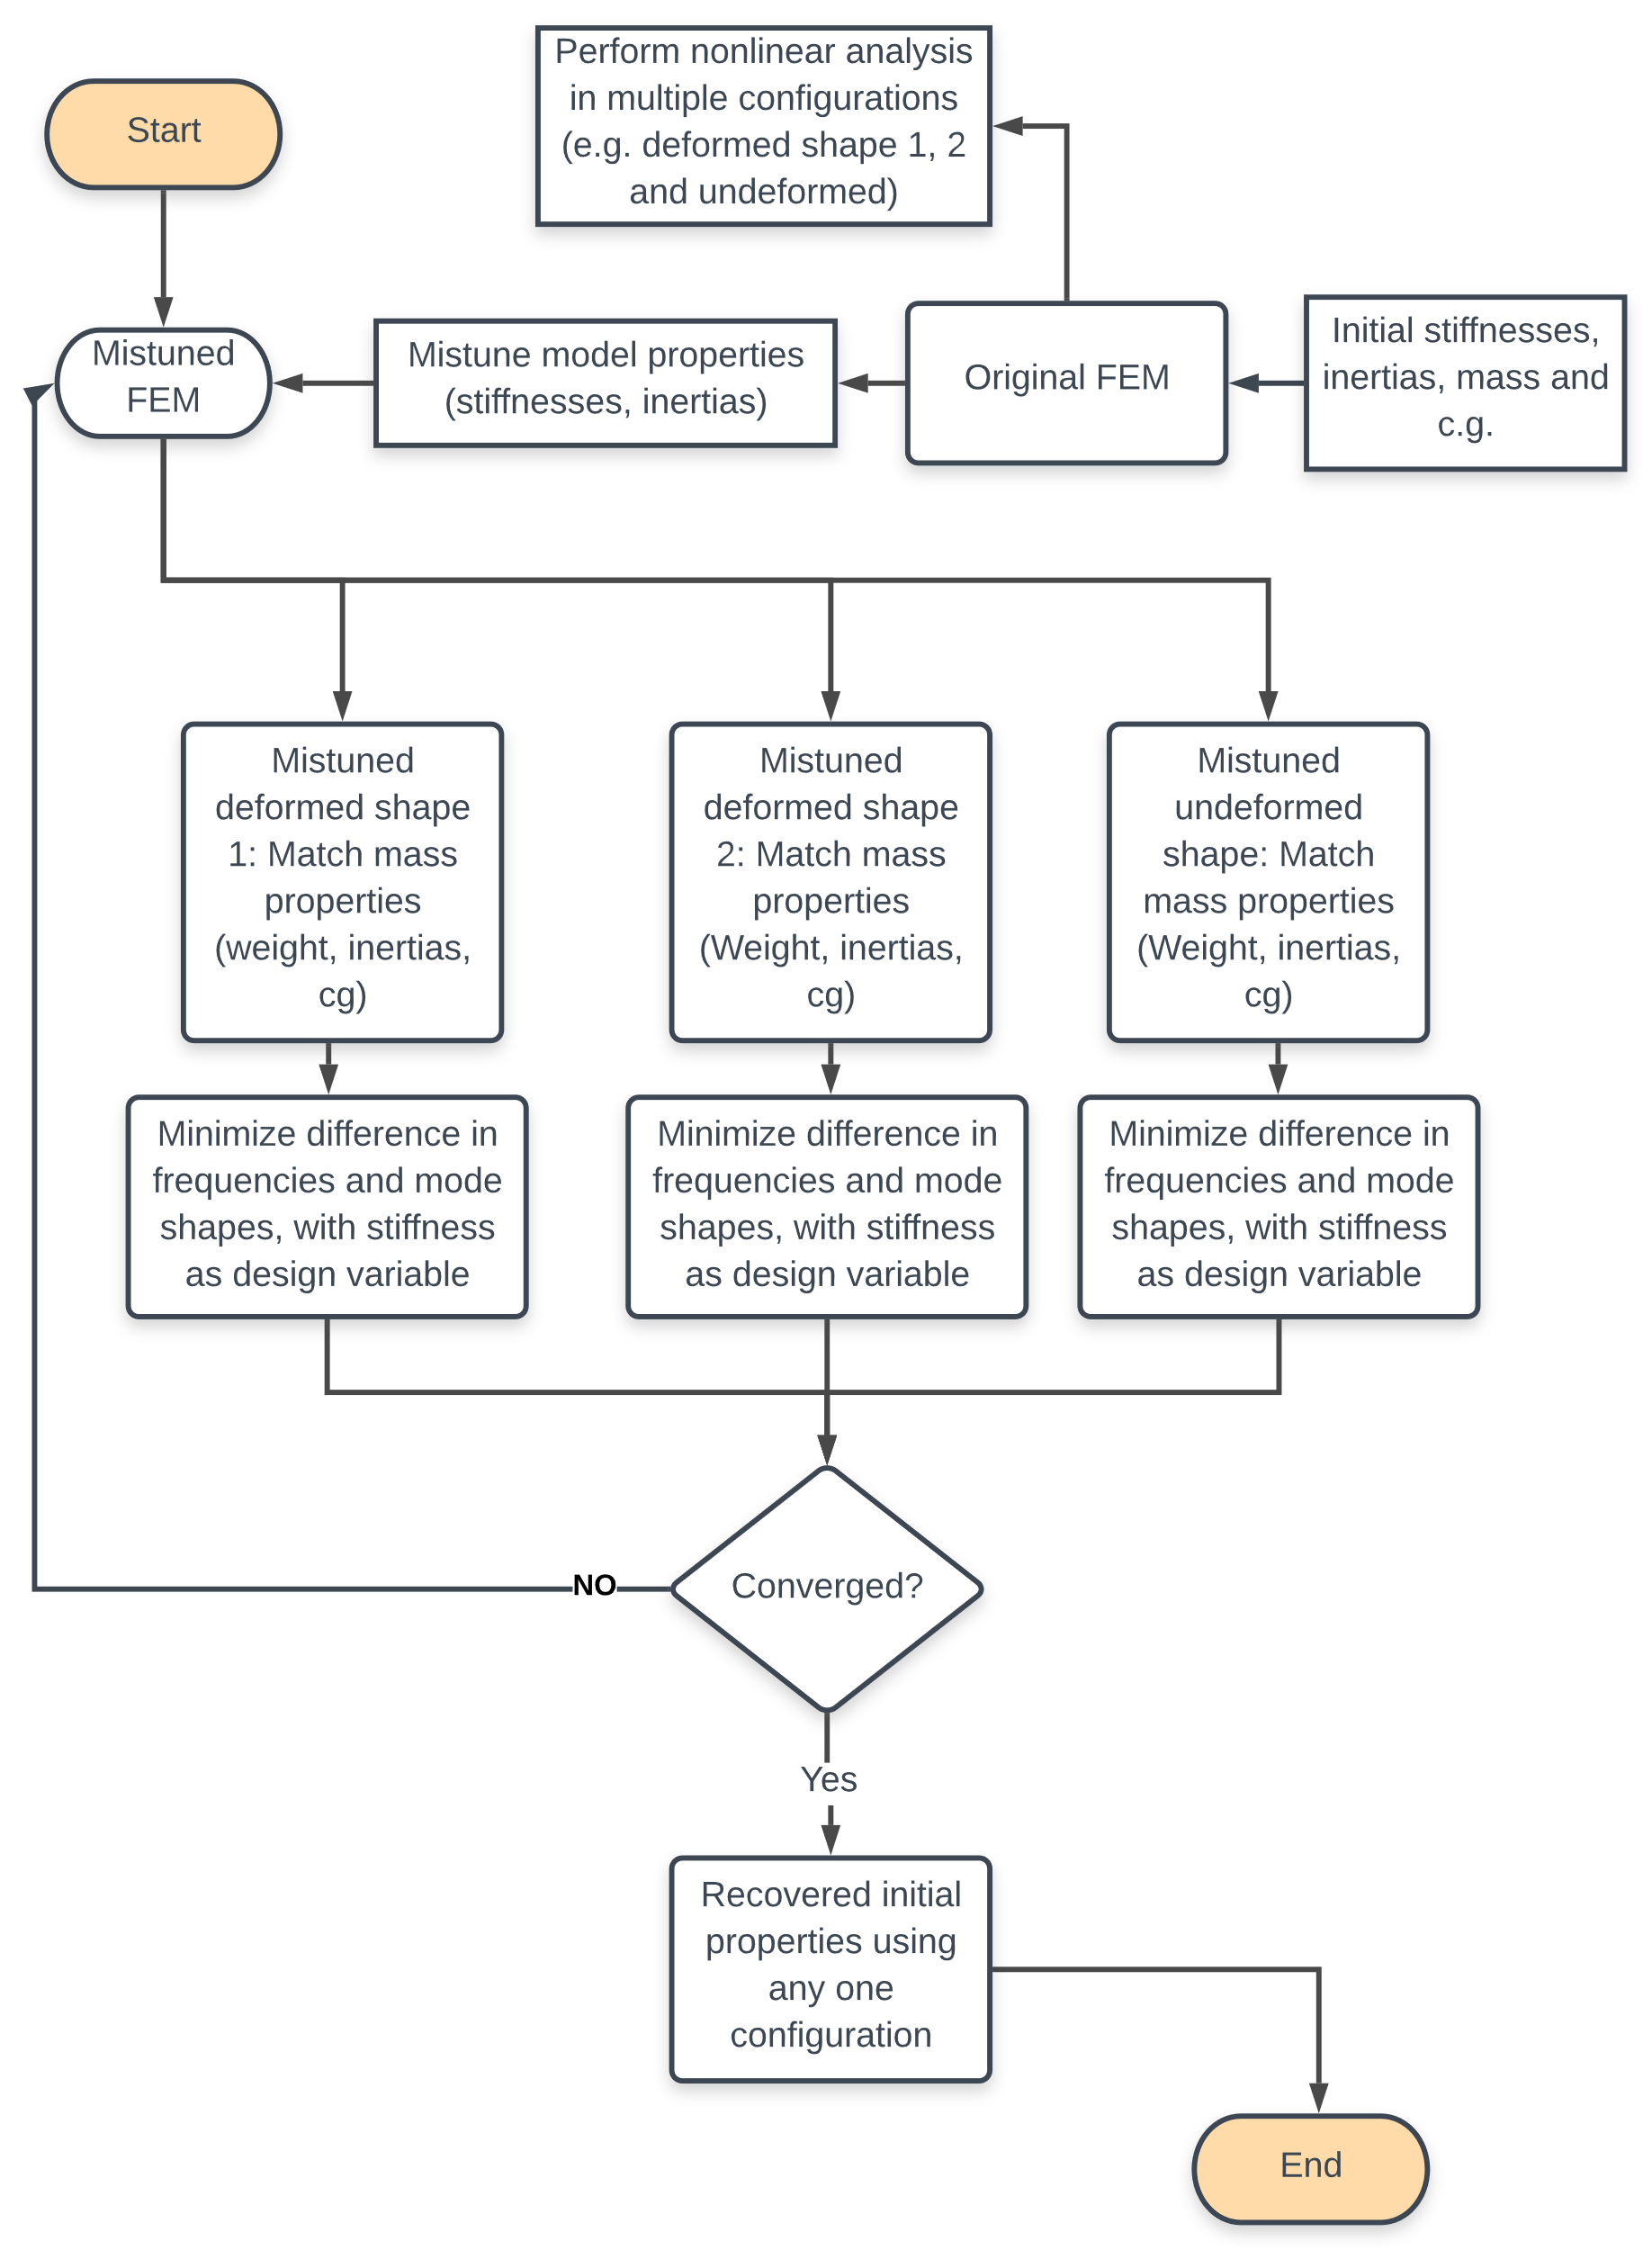 Perform nonlinear analysis
in multiple configurations
(e.g. deformed shape 1, 2
and undeformed)
Start
Mistuned
FEM
Mistune model properties
(stiffnesses, inertias)
Original FEM
Initial stiffnesses,
inertias, mass and
c.g.
Mistuned
deformed shape
1: Match mass
properties
(weight, inertias,
cg)
Mistuned
deformed shape
2: Match mass
properties
(Weight, inertias,
cg)
Mistuned
undeformed
shape: Match
mass properties
(Weight, inertias,
cg)
Minimize difference in
frequencies and mode
shapes, with stiffness
as design variable
Minimize difference in
frequencies and mode
shapes, with stiffness
as design variable
Minimize difference in
frequencies and mode
shapes, with stiffness
as design variable
NO
Converged?
Yes
Recovered initial
properties using
any one
configuration
End